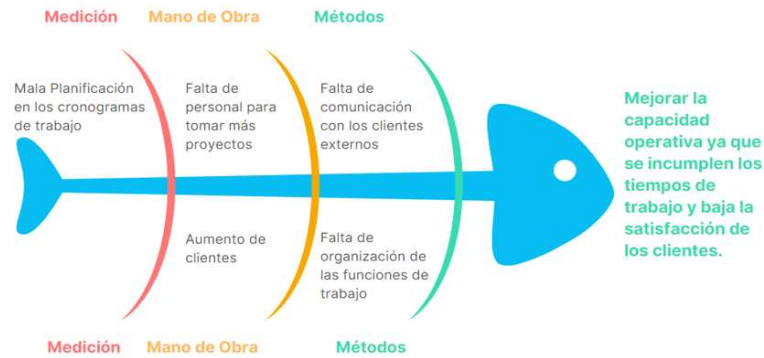 Medición
Mano de Obra
Métodos
Mala Planificación
en los cronogramas
de trabajo
Falta de
personal para
tomar más
proyectos
Falta de
comunicación
con los clientes
externos
Mejorar la
capacidad
operativa ya que
se incumplen los
tiempos de
trabajo y baja la
satisfacción de
los clientes.
Aumento de
clientes
Falta de
organización de
las funciones de
trabajo
Medición
Mano de Obra
Métodos